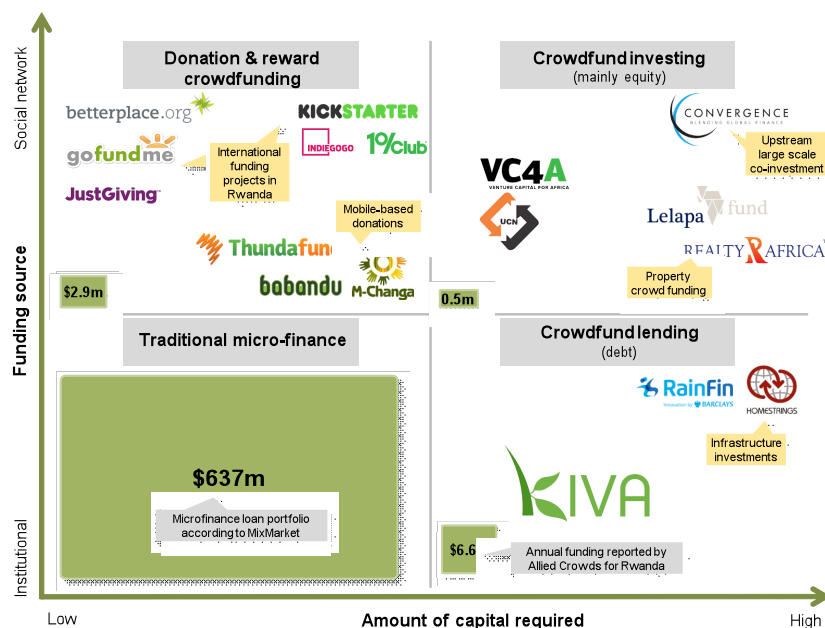 Donation & reward
crowdfunding
Crowdfund investing
(mainly equity)
Social network
betterplace.org
KICKSTARTER
CONVERGENCE
BLENDING GLOBAL FINANCE
gofundme
International
funding
projects in
Rwanda
INDIEGOGO
1%Club
Upstream
large scale
co-investment
VC4A
VENTURE CAPITAL FOR AFRICA
JustGiving
UCN
Lelapa fund
Mobile-based
donations
Thundafun
REALTY AFRICA
babandu
M-Changa
Property
crowd funding
$2.9m
0.5m
Funding source
Traditional micro-finance
Crowdfund lending
(debt)
RainFin
Innovation by BARCLAYS
HOMESTRINGS
Infrastructure
investments
$637m
KIVA
Microfinance loan portfolio
according to MixMarket
$6.6
Annual funding reported by
Allied Crowds for Rwanda
Institutional
Low
Amount of capital required
High